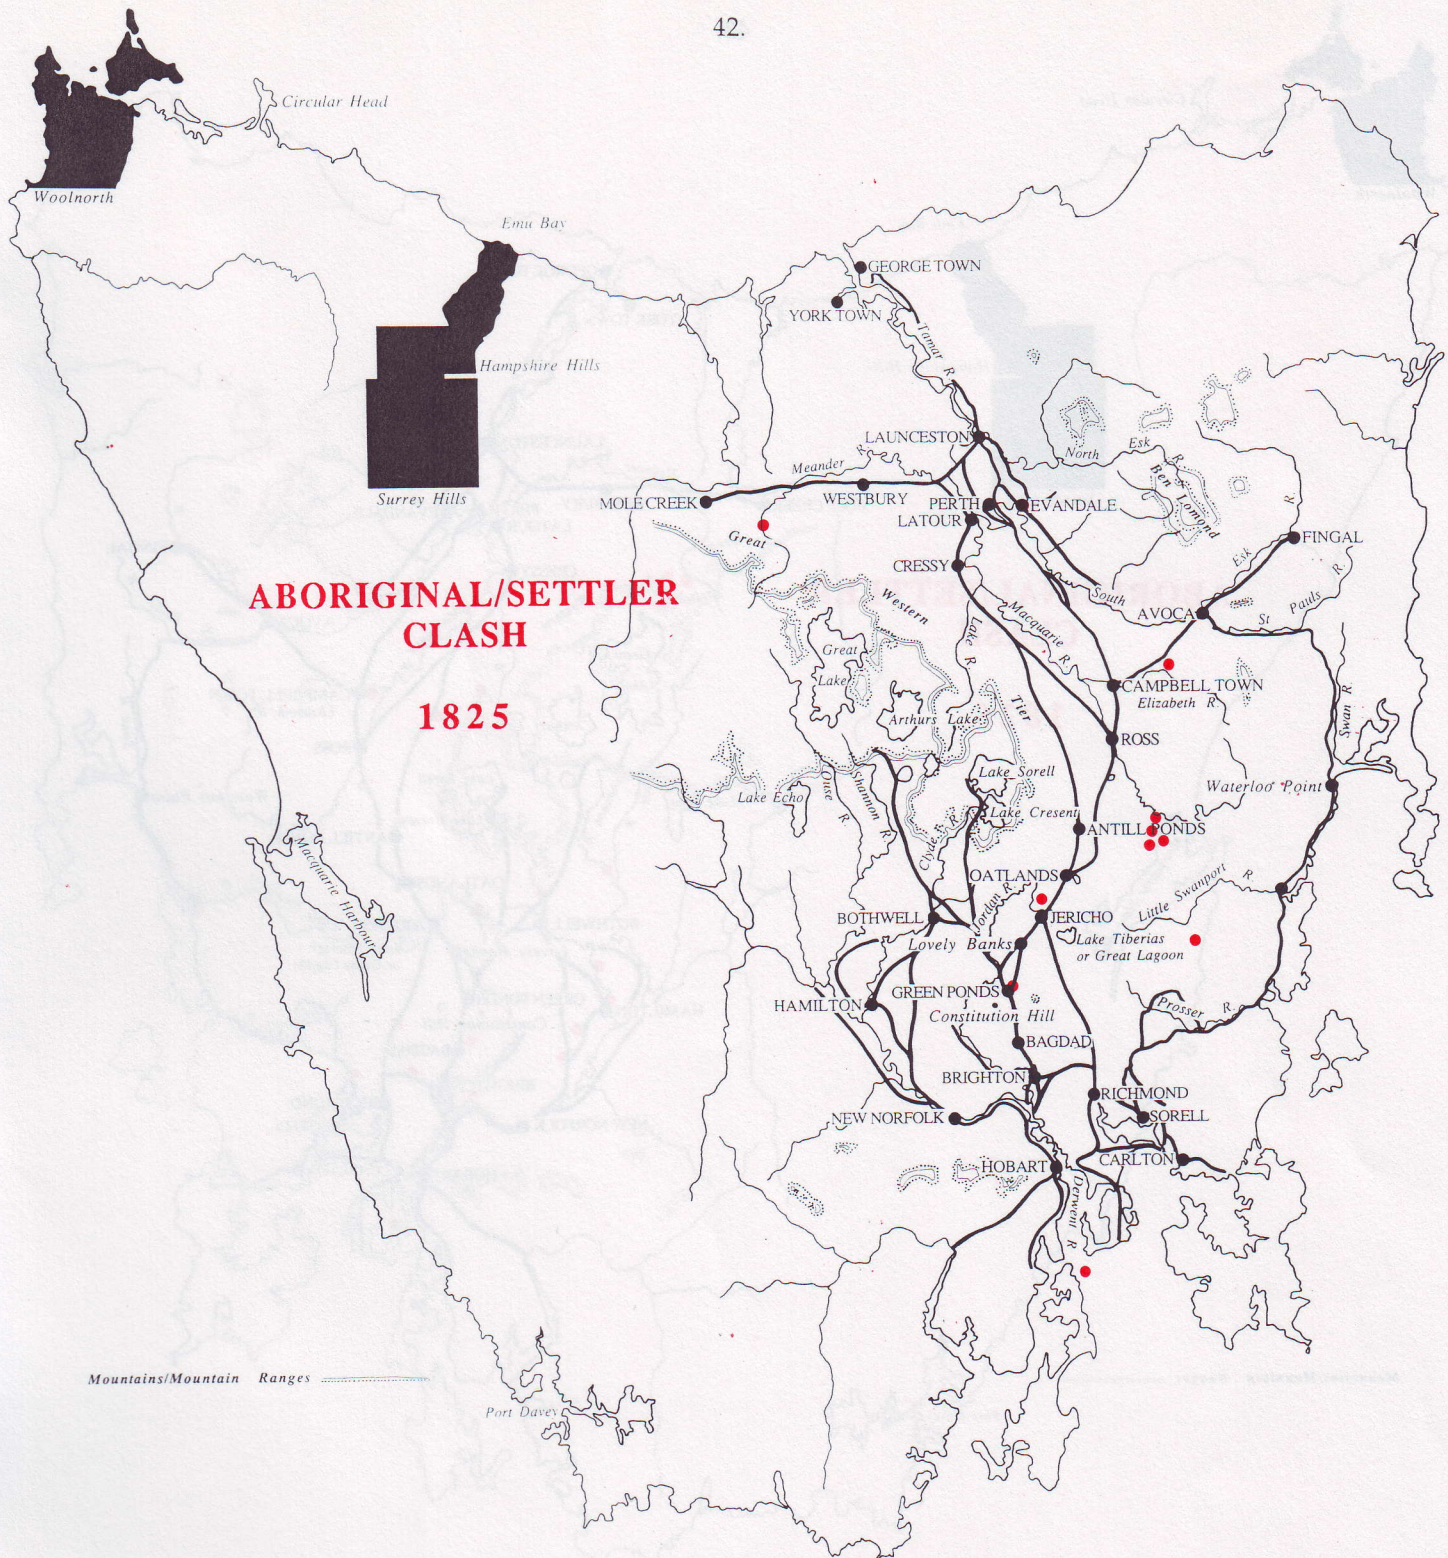 42.
Circular Head
Woolnorth
Emu Bay
GEORGE TOWN
YORK TOWN
Tamar R.
Hampshire Hills
LAUNCESTON
North Esk R.
Meander
Surrey Hills
MOLE CREEK
WESTBURY
PERTH
EVANDALE
LATOUR
Ben Lomond
FINGAL
Great
CRESSY
ABORIGINAL/SETTLER
CLASH
1825
Western
South Esk R.
AVOCA
St Pauls R.
Macquarie R.
Lake R.
Great
Lake
Tier
CAMPBELL TOWN
Elizabeth R.
Arthurs Lake
Swan R.
ROSS
Lake Sorell
Waterloo Point
Lake Echo
Ouse R.
Shannon R.
Lake Cresent
ANTILL PONDS
Clyde R.
Macquarie Harbour
OATLANDS
Little Swanport R.
Jordan R.
BOTHWELL
JERICHO
Lovely Banks
Lake Tiberias
or Great Lagoon
GREEN PONDS
HAMILTON
Constitution Hill
Prosser R.
BAGDAD
BRIGHTON
RICHMOND
NEW NORFOLK
SORELL
HOBART
CARLTON
Derwent R.
Mountains/Mountain Ranges
Port Davey